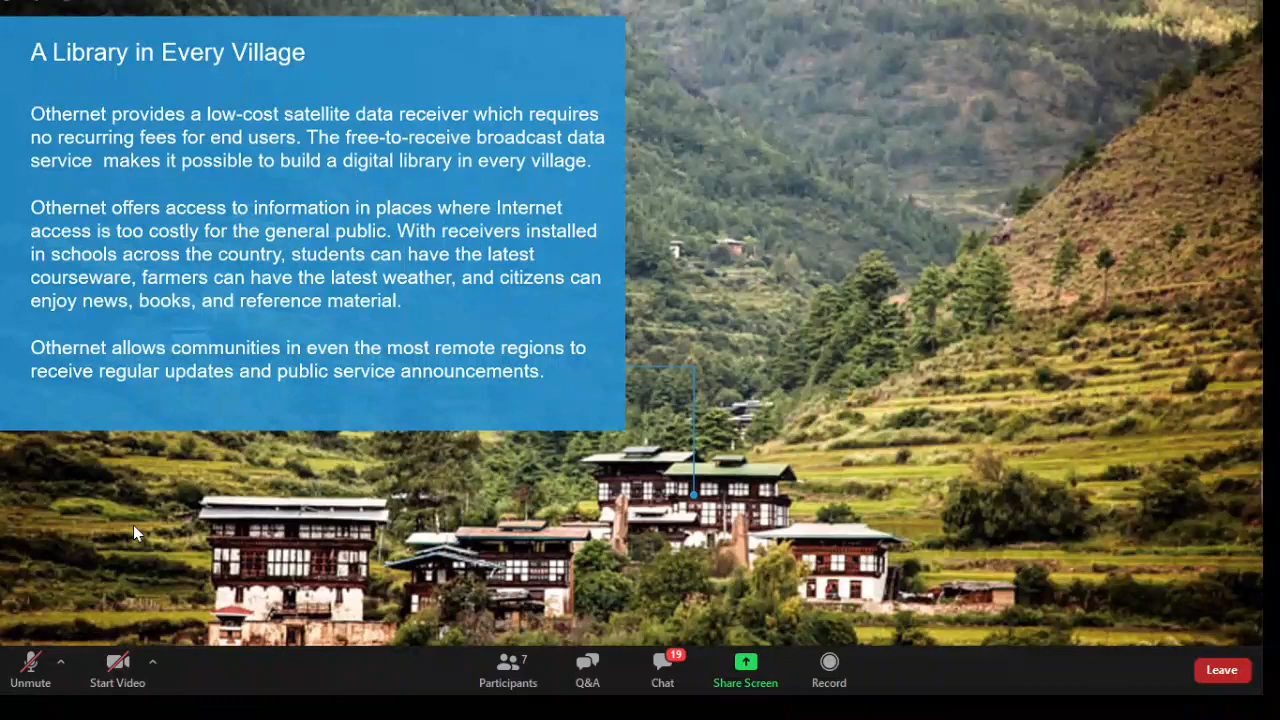 A Library in Every Village
Othernet provides a low-cost satellite data receiver which requires
no recurring fees for end users. The free-to-receive broadcast data
service  makes it possible to build a digital library in every village.
Othernet offers access to information in places where Internet
access is too costly for the general public. With receivers installed
in schools across the country, students can have the latest
courseware, farmers can have the latest weather, and citizens can
enjoy news, books, and reference material.
Othernet allows communities in even the most remote regions to
receive regular updates and public service announcements.
7
19
Unmute
Start Video
Participants
Q&A
Chat
Share Screen
Record
Leave